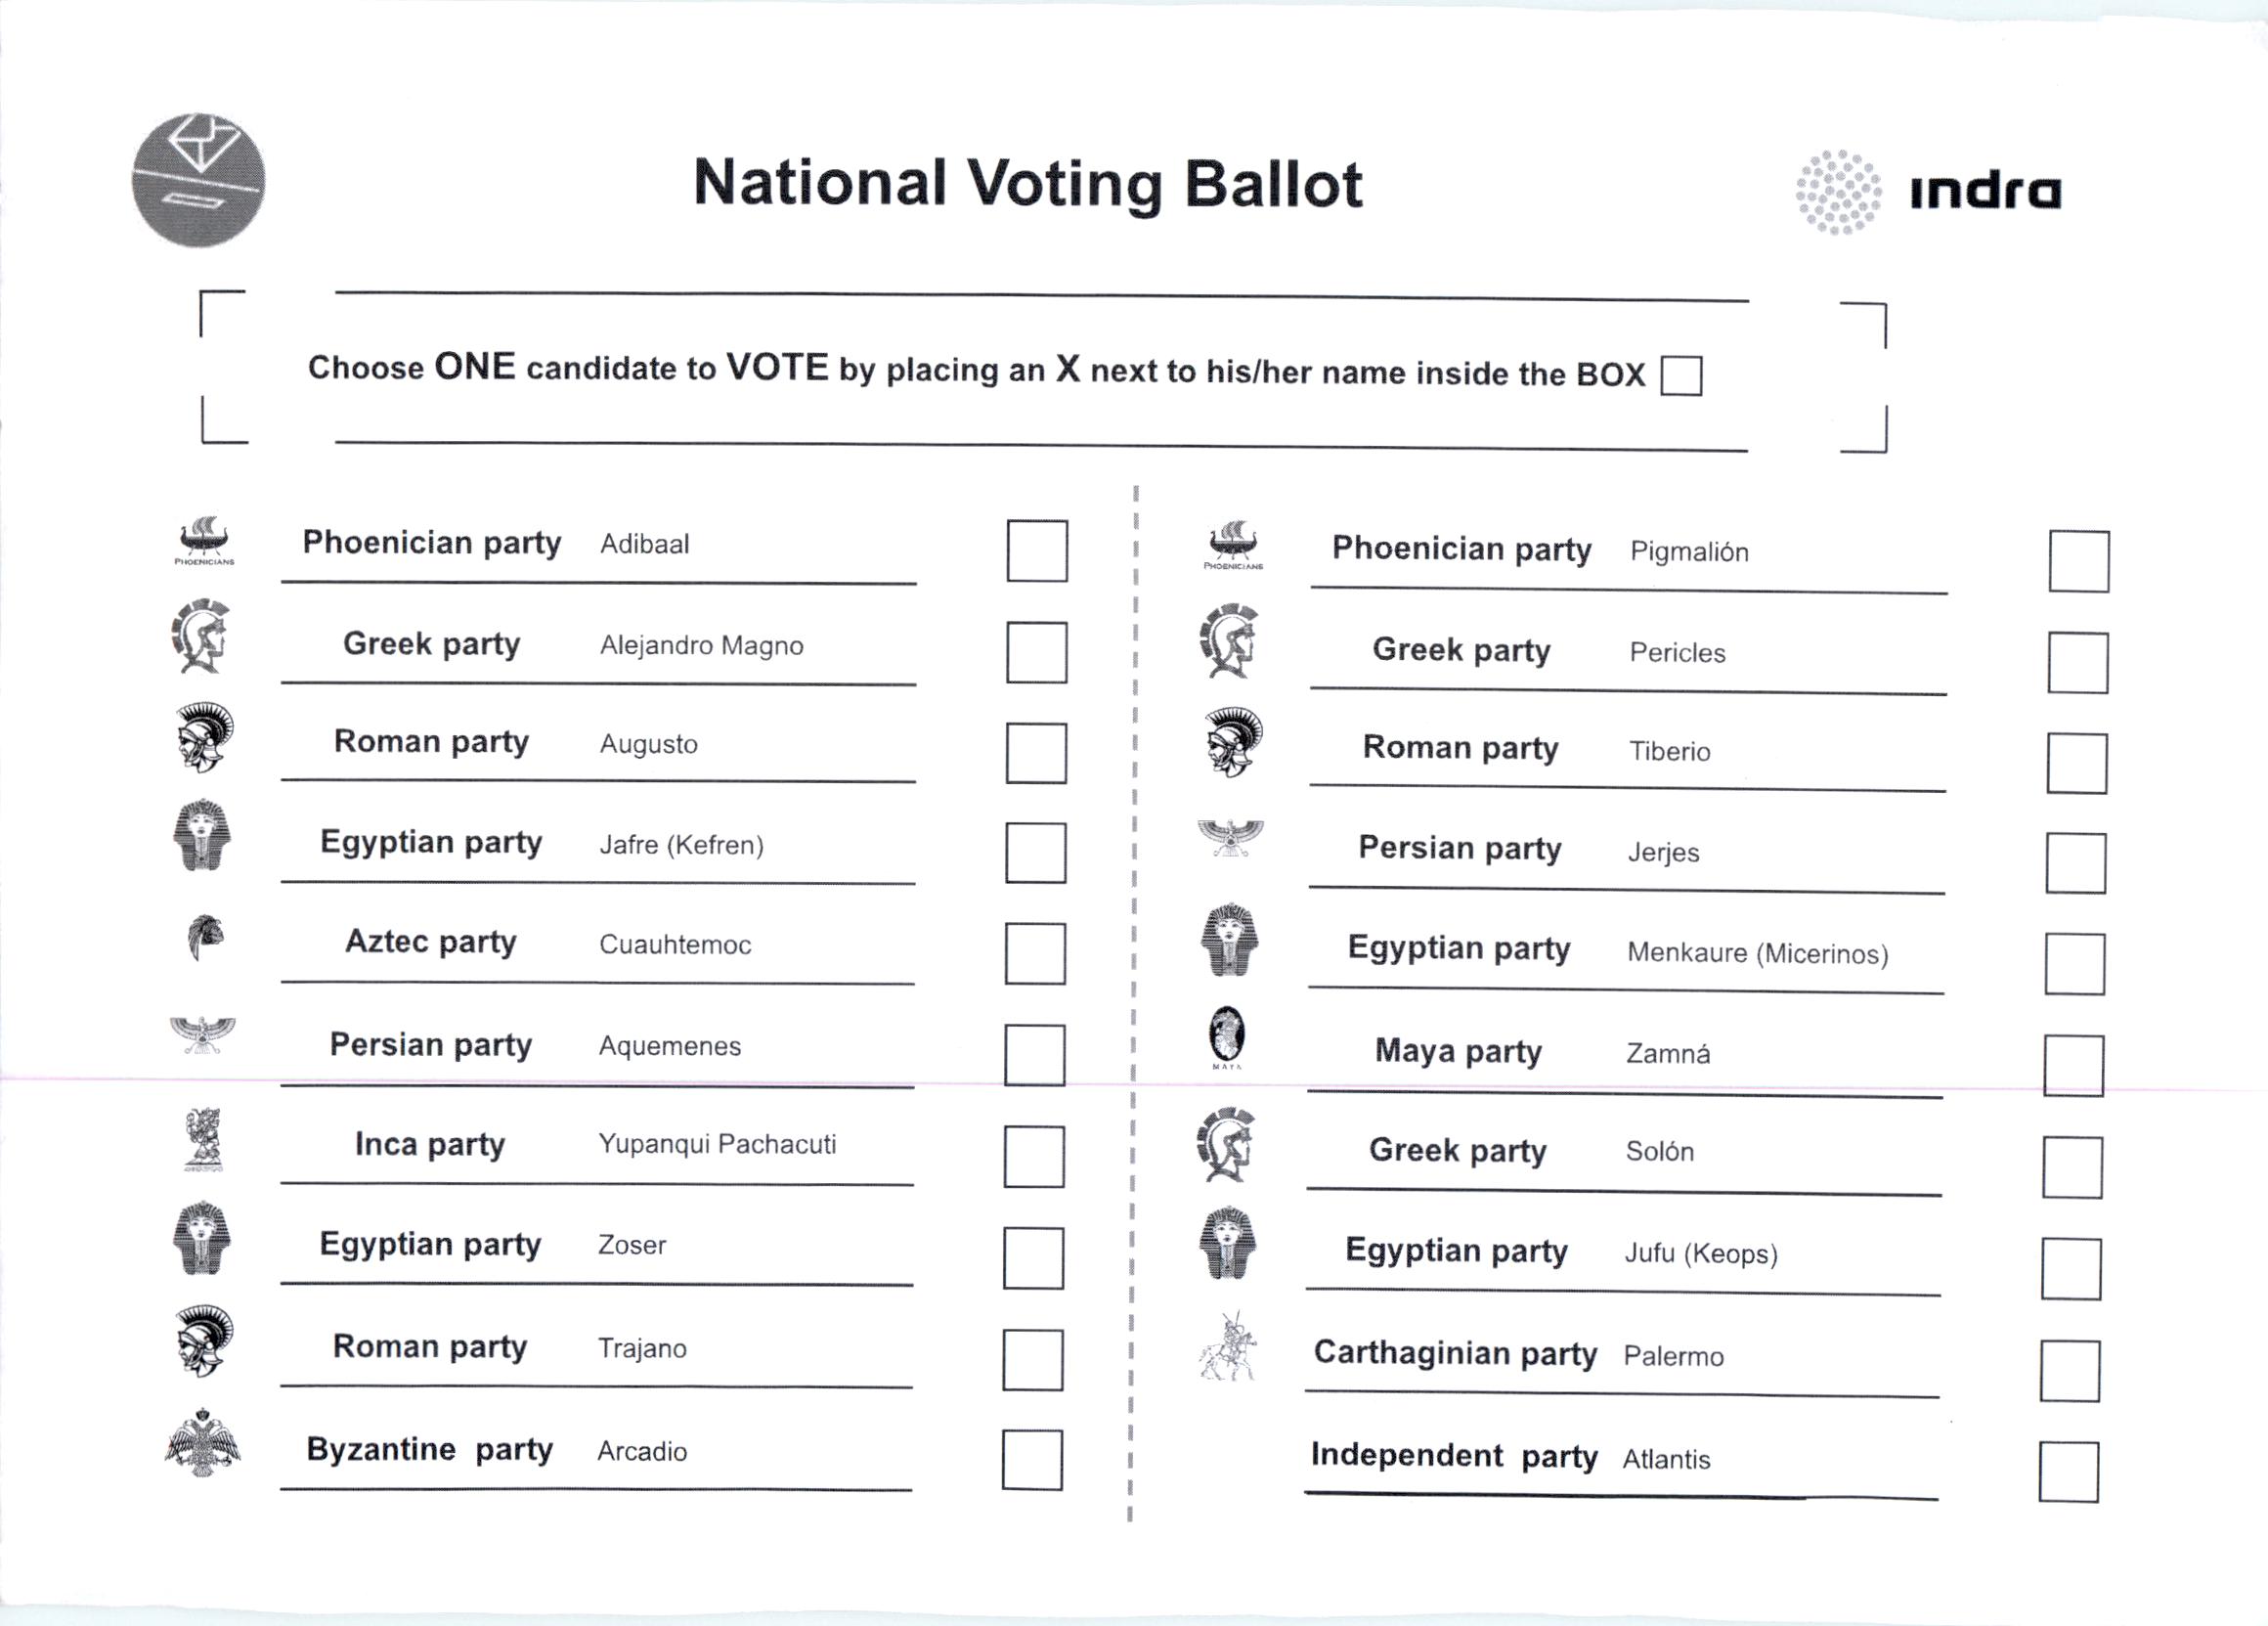 National Voting Ballot
indra
Choose ONE candidate to VOTE by placing an X next to his/her name inside the BOX
PHOENICIANS
Phoenician party Adibaal
Greek party Alejandro Magno
Roman party Augusto
Egyptian party Jafre (Kefren)
Aztec party Cuauhtemoc
Persian party Aquemenes
Inca party Yupanqui Pachacuti
Egyptian party Zoser
Roman party Trajano
Byzantine party Arcadio
PHOENICIANS
Phoenician party Pigmalión
Greek party Pericles
Roman party Tiberio
Persian party Jerjes
Egyptian party Menkaure (Micerinos)
MAYA
Maya party Zamná
Greek party Solón
Egyptian party Jufu (Keops)
Carthaginian party Palermo
Independent party Atlantis